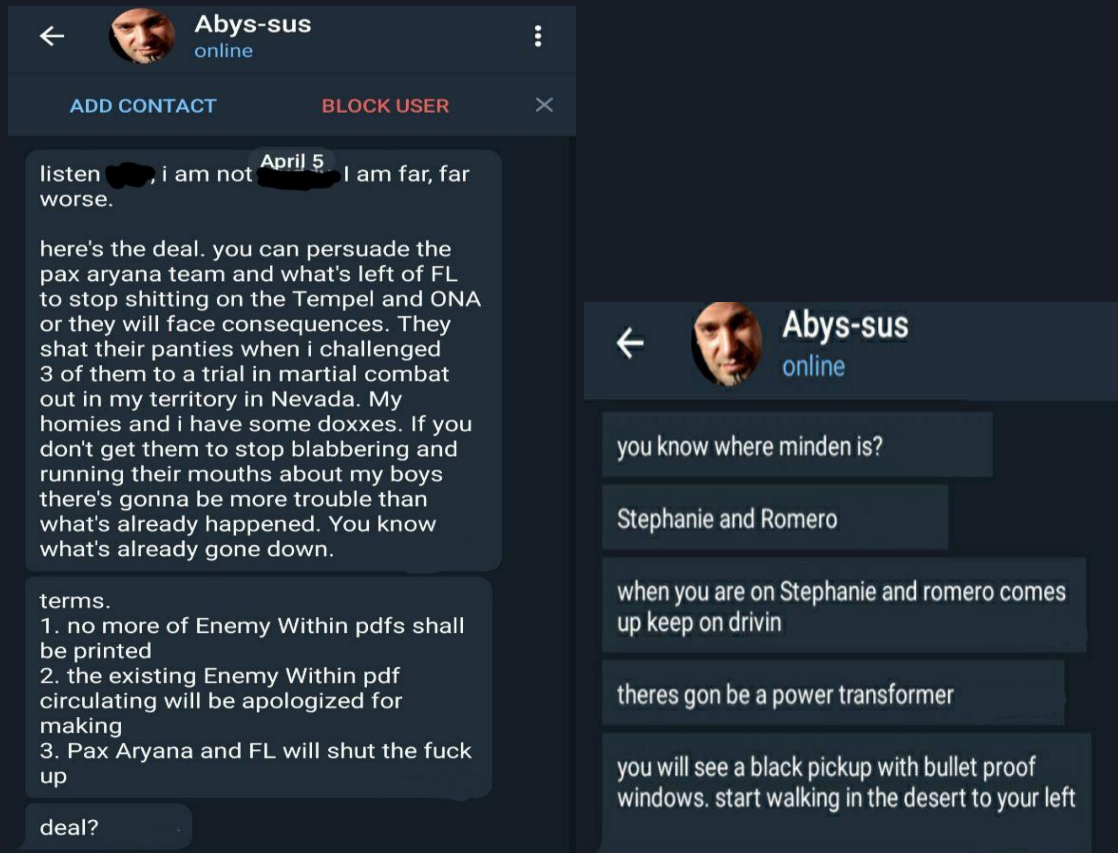 Abys-sus
online
ADD CONTACT
BLOCK USER
April 5
listen , i am not I am far, far
worse.
here's the deal. you can persuade the
pax aryana team and what's left of FL
to stop shitting on the Tempel and ONA
or they will face consequences. They
shat their panties when i challenged
3 of them to a trial in martial combat
out in my territory in Nevada. My
homies and i have some doxxes. If you
don't get them to stop blabbering and
running their mouths about my boys
there's gonna be more trouble than
what's already happened. You know
what's already gone down.
terms.
1. no more of Enemy Within pdfs shall
be printed
2. the existing Enemy Within pdf
circulating will be apologized for
making
3. Pax Aryana and FL will shut the fuck
up
deal?
Abys-sus
online
you know where minden is?
Stephanie and Romero
when you are on Stephanie and romero comes
up keep on drivin
theres gon be a power transformer
you will see a black pickup with bullet proof
windows. start walking in the desert to your left